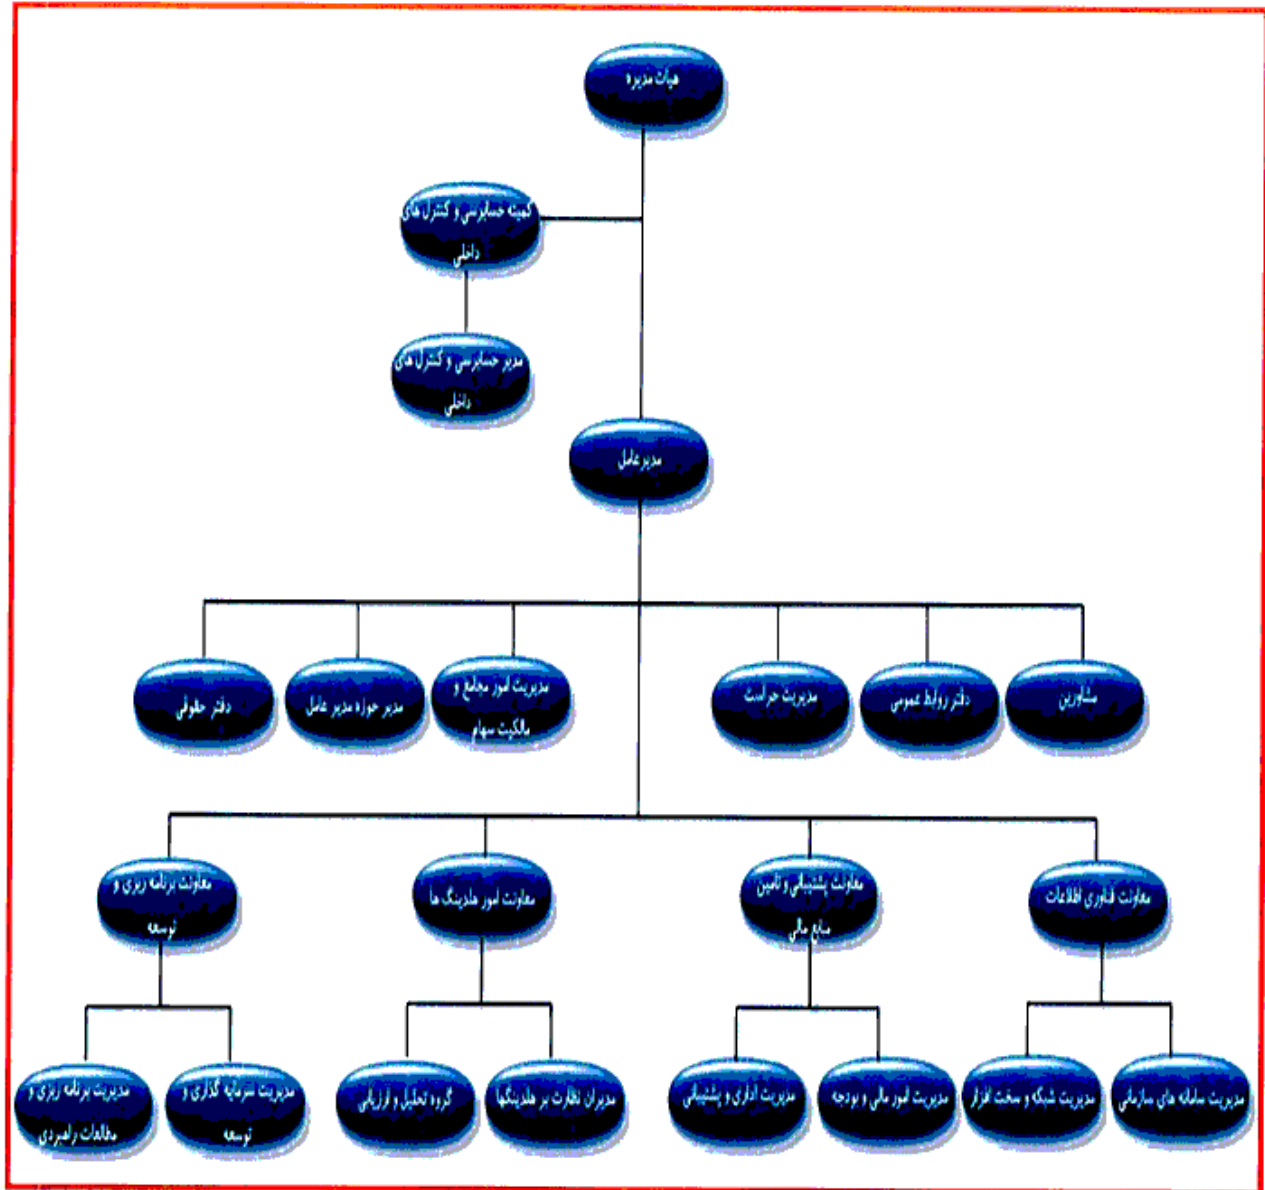 هیأت مدیره
کمیته حسابرسی و کنترل های
داخلی
مدیر حسابرسی و کنترل های
داخلی
مدیرعامل
مشاورین
دفتر روابط عمومی
مدیریت حراست
مدیریت امور مجامع و
مالکیت سهام
مدیر حوزه مدیر عامل
دفتر حقوقی
معاونت فناوری اطلاعات
معاونت پشتیبانی و تامین
منابع مالی
معاونت امور هلدینگ ها
معاونت برنامه ریزی و
توسعه
مدیریت سامانه های سازمانی
مدیریت شبکه و سخت افزار
مدیریت امور مالی و بودجه
مدیریت اداری و پشتیبانی
مدیران نظارت بر هلدینگها
گروه تحلیل و ارزیابی
مدیریت سرمایه گذاری و
توسعه
مدیریت برنامه ریزی و
مطالعات راهبردی